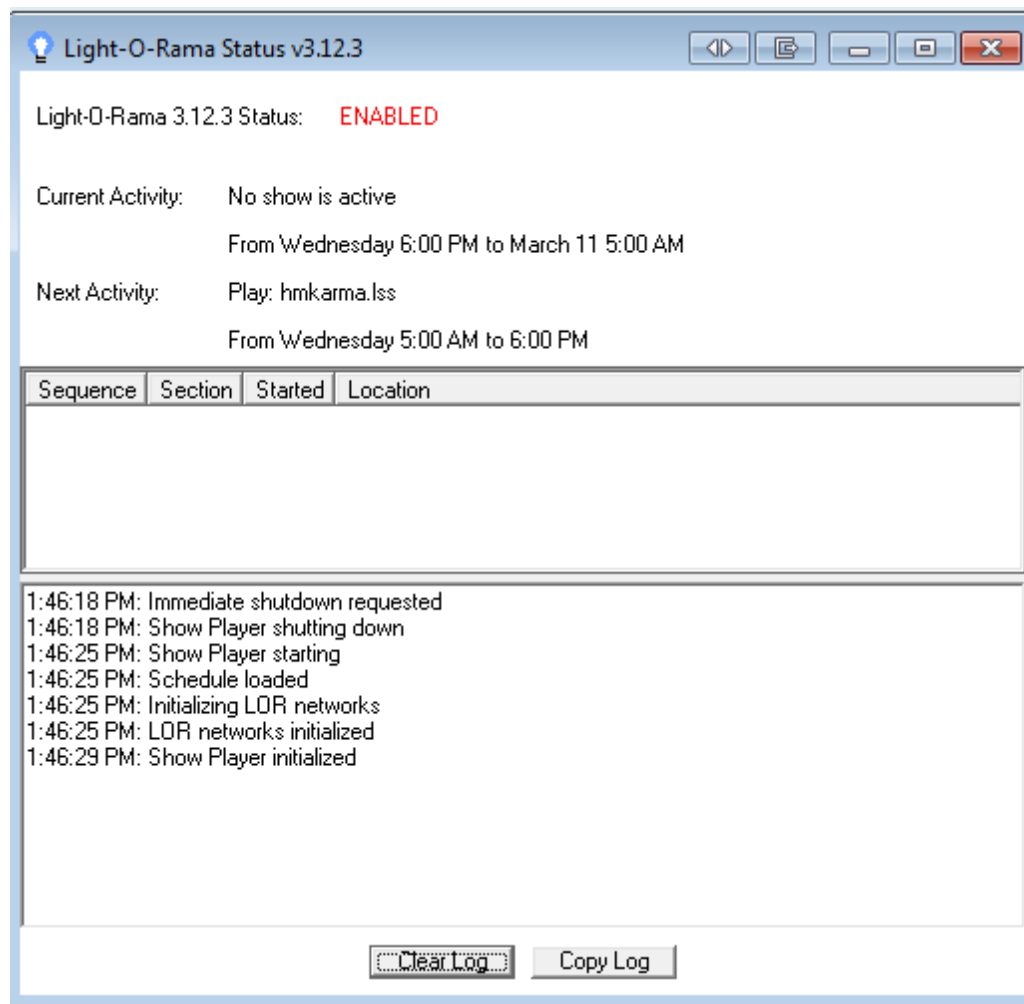 Light-O-Rama Status v3.12.3
Light-O-Rama 3.12.3 Status: ENABLED
Current Activity: No show is active
From Wednesday 6:00 PM to March 11 5:00 AM
Next Activity: Play: hmkarma.lss
From Wednesday 5:00 AM to 6:00 PM
Sequence Section Started Location
1:46:18 PM: Immediate shutdown requested
1:46:18 PM: Show Player shutting down
1:46:25 PM: Show Player starting
1:46:25 PM: Schedule loaded
1:46:25 PM: Initializing LOR networks
1:46:25 PM: LOR networks initialized
1:46:29 PM: Show Player initialized
Clear Log Copy Log